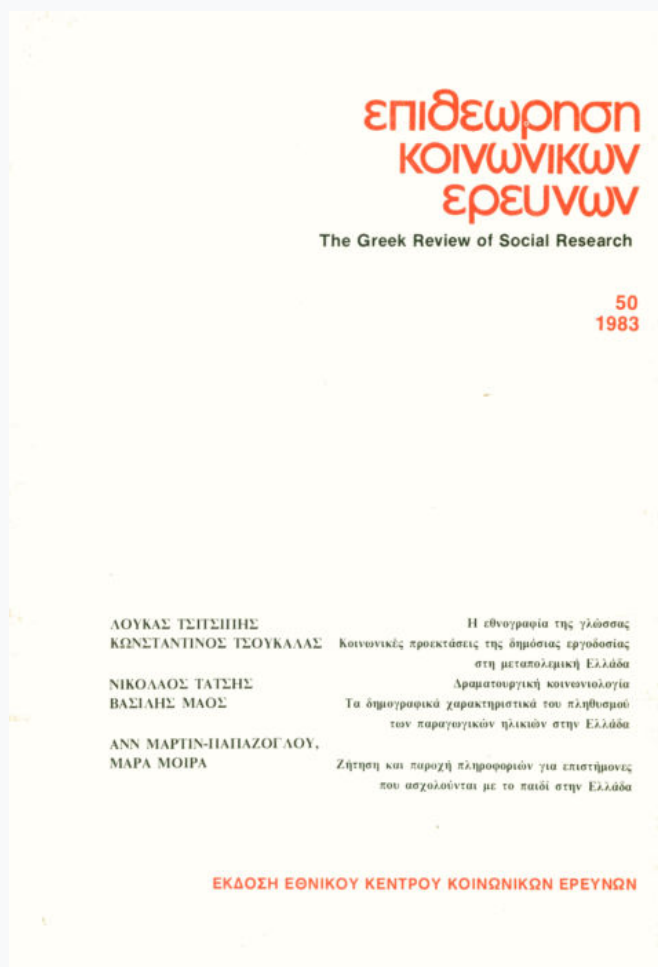 επιθεωρηση
κοινωνικων
ερευνων
The Greek Review of Social Research
50
1983
ΛΟΥΚΑΣ ΤΣΙΤΣΙΠΗΣ Η εθνογραφία της γλώσσας
ΚΩΝΣΤΑΝΤΙΝΟΣ ΤΣΟΥΚΑΛΑΣ Κοινωνικές προεκτάσεις της δημόσιας εργοδοσίας
στη μεταπολεμική Ελλάδα
ΝΙΚΟΛΑΟΣ ΤΑΤΣΗΣ Δραματουργική κοινωνιολογία
ΒΑΣΙΛΗΣ ΜΑΟΣ Τα δημογραφικά χαρακτηριστικά του πληθυσμού
των παραγωγικών ηλικιών στην Ελλάδα
ΑΝΝ ΜΑΡΤΙΝ-ΠΑΠΑΖΟΓΛΟΥ,
ΜΑΡΑ ΜΟΙΡΑ Ζήτηση και παροχή πληροφοριών για επιστήμονες
που ασχολούνται με το παιδί στην Ελλάδα
ΕΚΔΟΣΗ ΕΘΝΙΚΟΥ ΚΕΝΤΡΟΥ ΚΟΙΝΩΝΙΚΩΝ ΕΡΕΥΝΩΝ